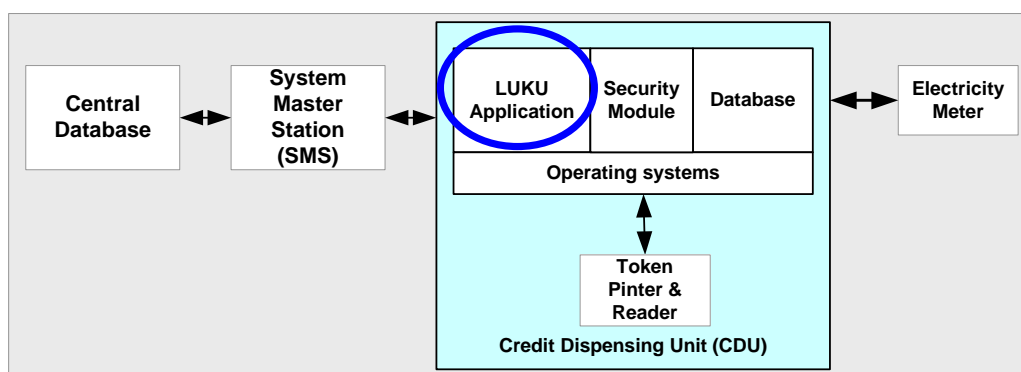 Central
Database
System
Master
Station
(SMS)
LUKU
Application
Security
Module
Database
Operating systems
Token
Pinter &
Reader
Credit Dispensing Unit (CDU)
Electricity
Meter